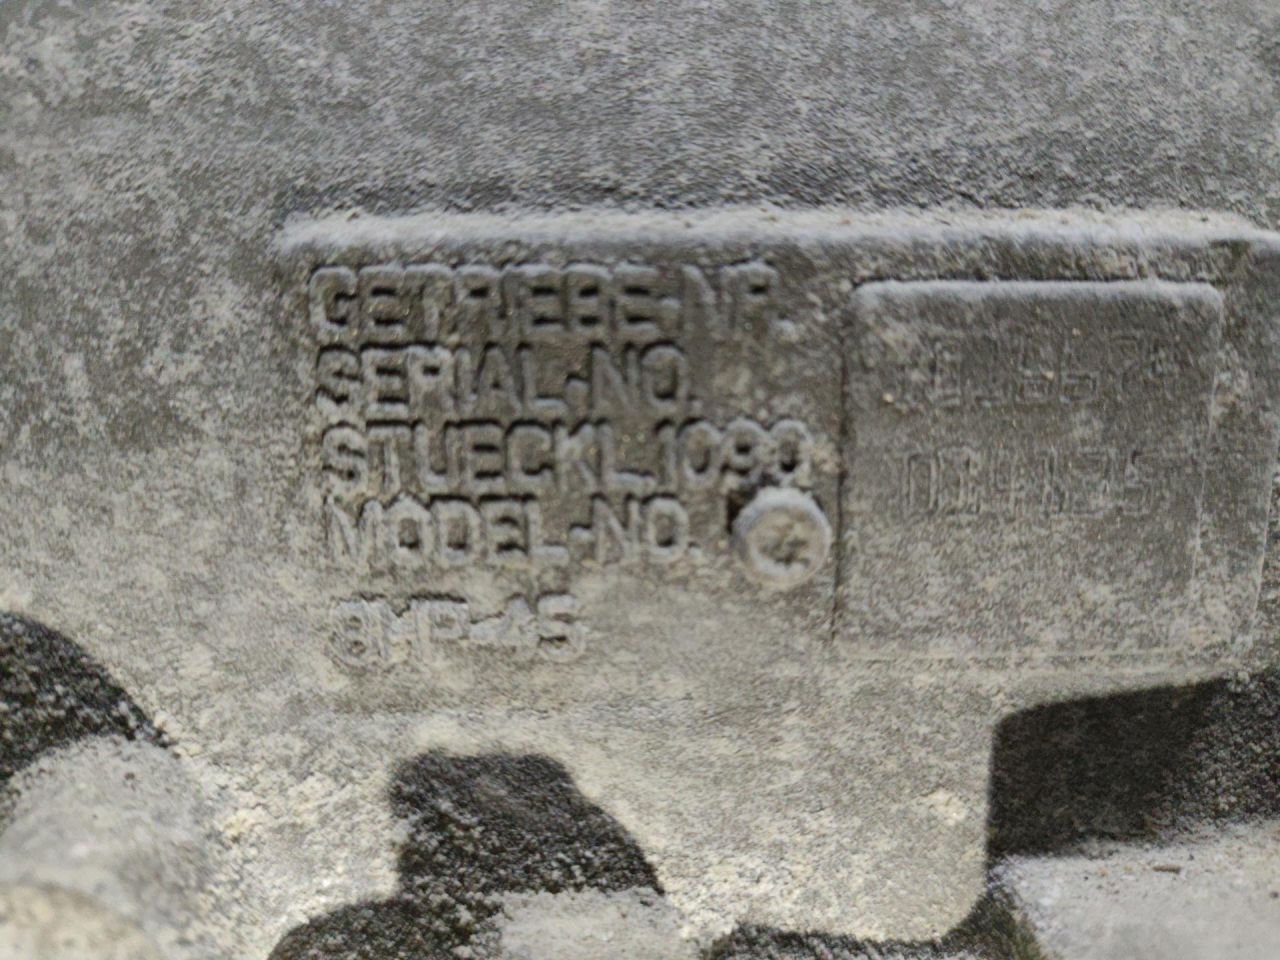 GETRIEBE-NR.
SERIAL-NO.
STUECKL.1090
MODEL-NO.
8HP-45